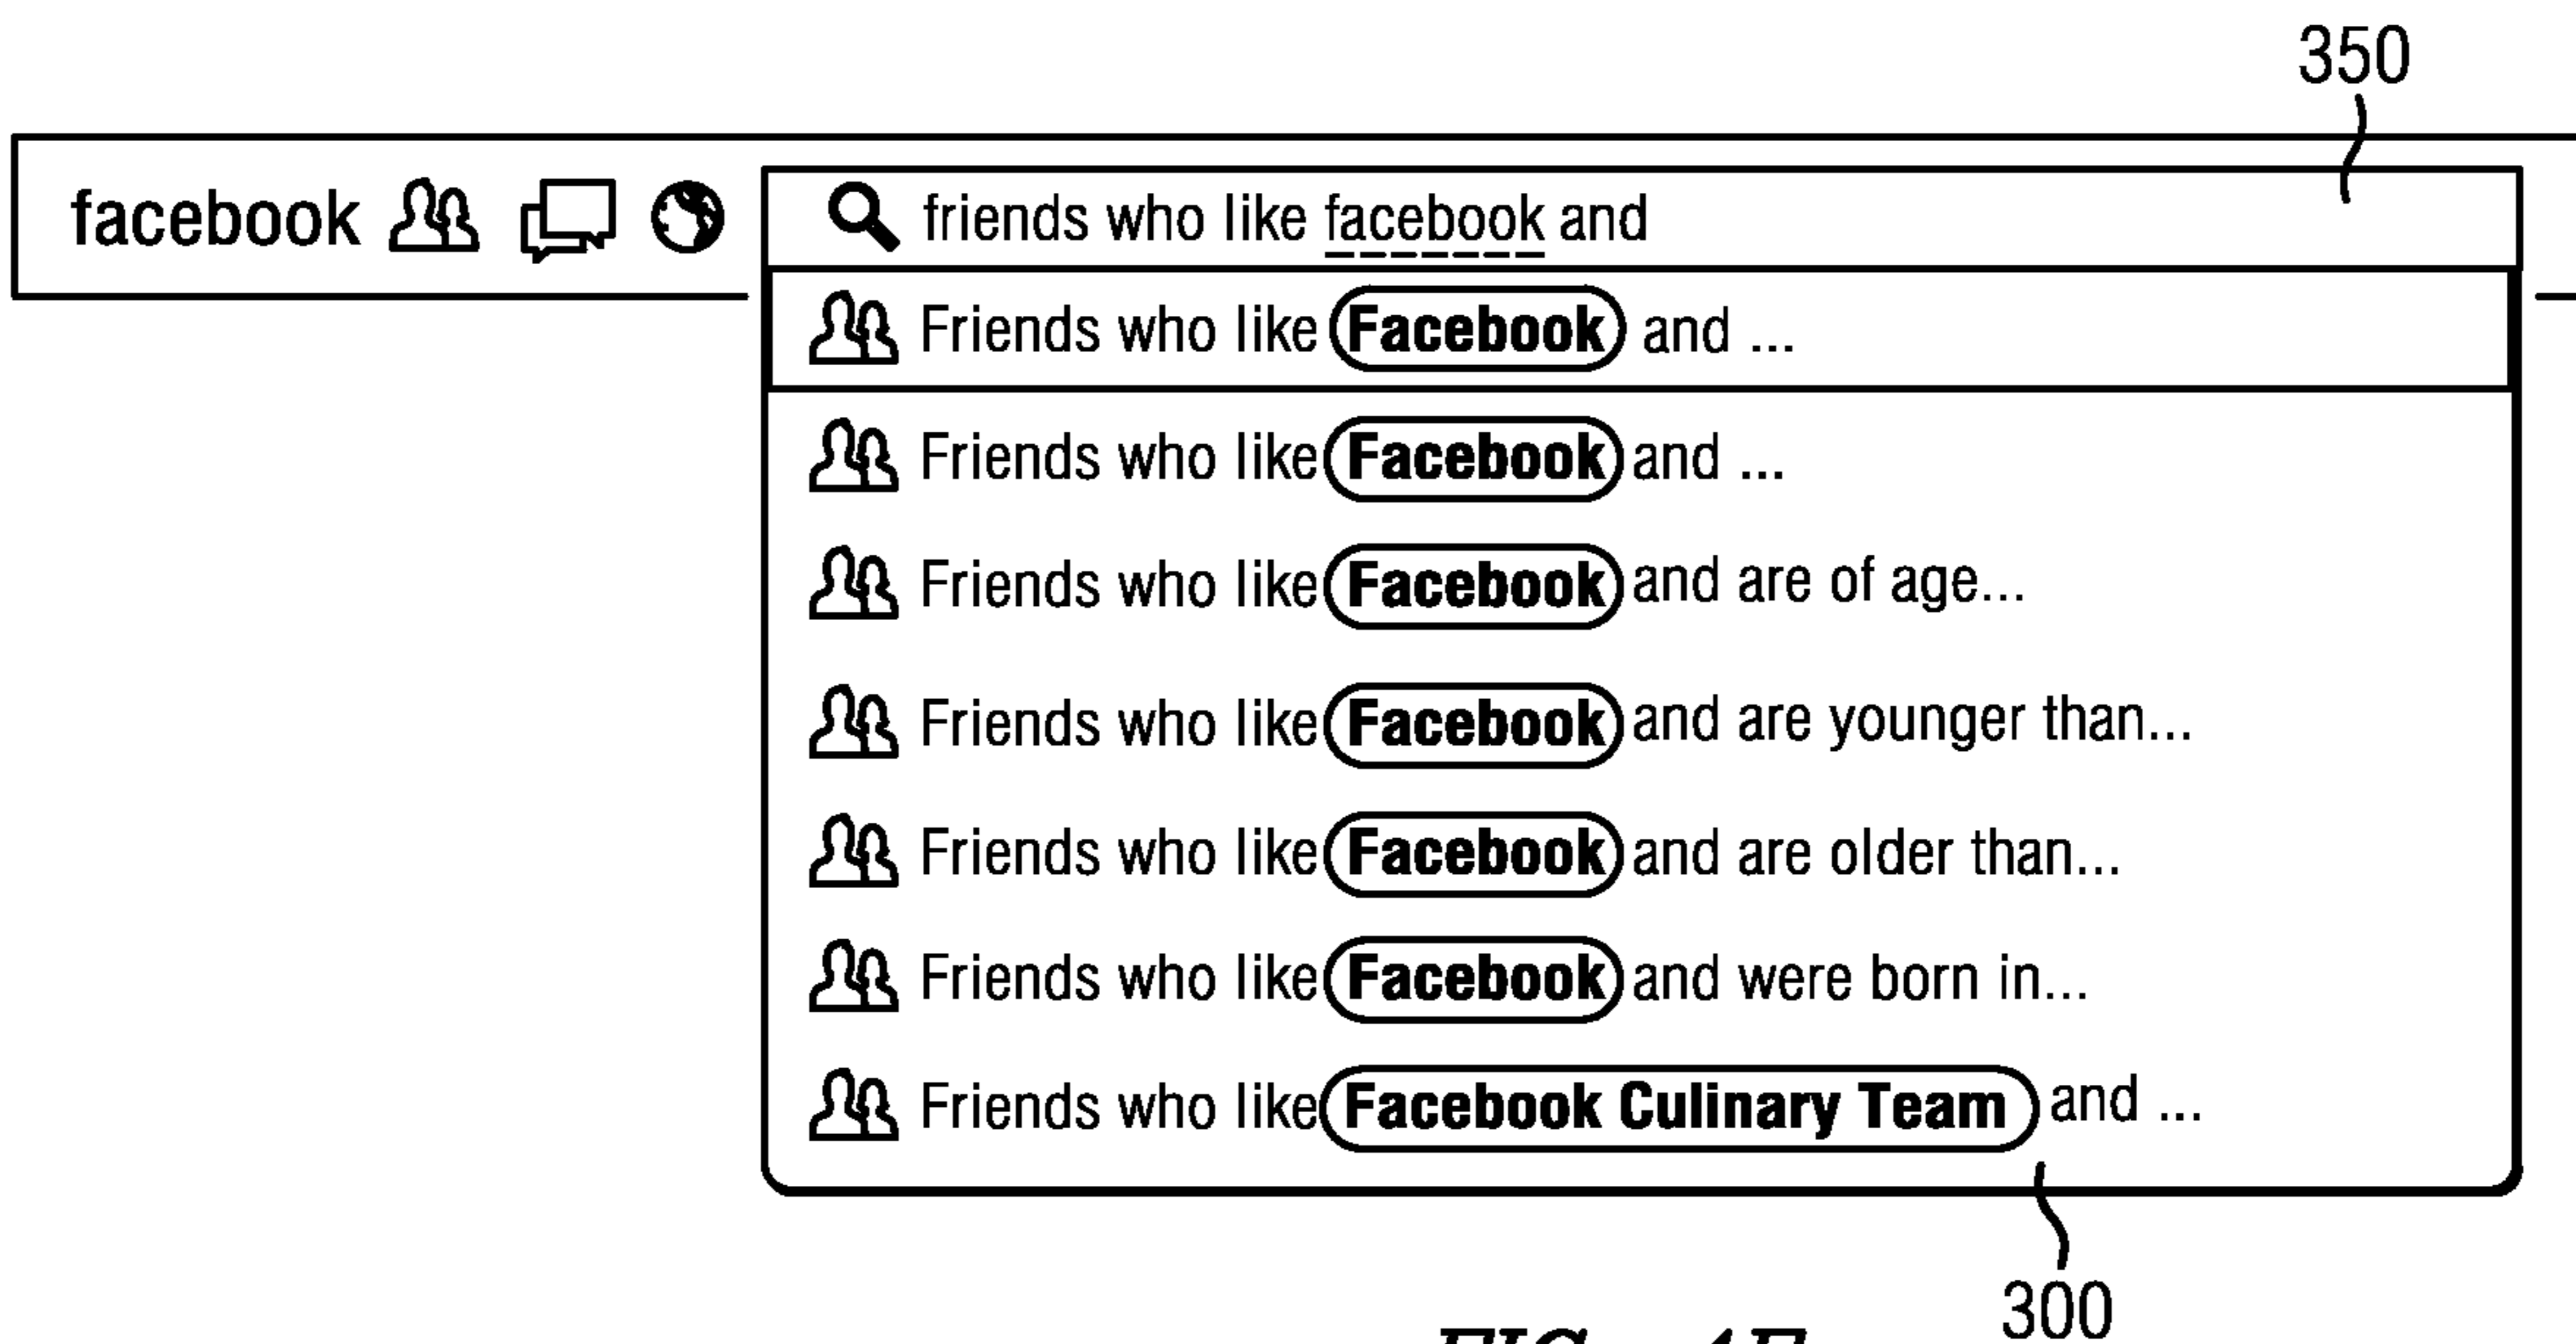 350
facebook friends who like facebook and
Friends who like Facebook and ...
Friends who like Facebook and ...
Friends who like Facebook and are of age...
Friends who like Facebook and are younger than...
Friends who like Facebook and are older than...
Friends who like Facebook and were born in...
Friends who like Facebook Culinary Team and ...
300